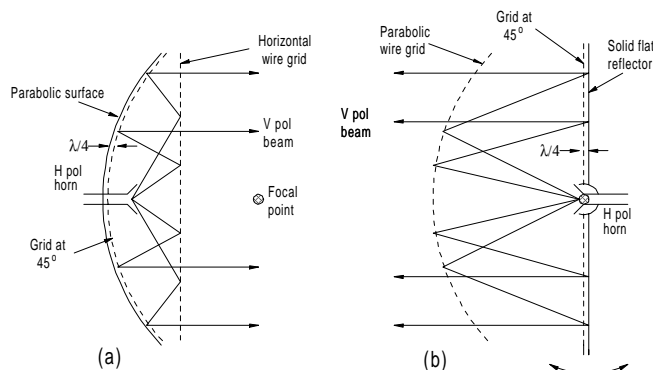 Horizontal
wire grid
Parabolic surface
λ/4
H pol
horn
Grid at
45°
V pol
beam
Focal
point
(a)
Grid at
45°
Parabolic
wire grid
Solid flat
reflector
V pol
beam
λ/4
H pol
horn
(b)